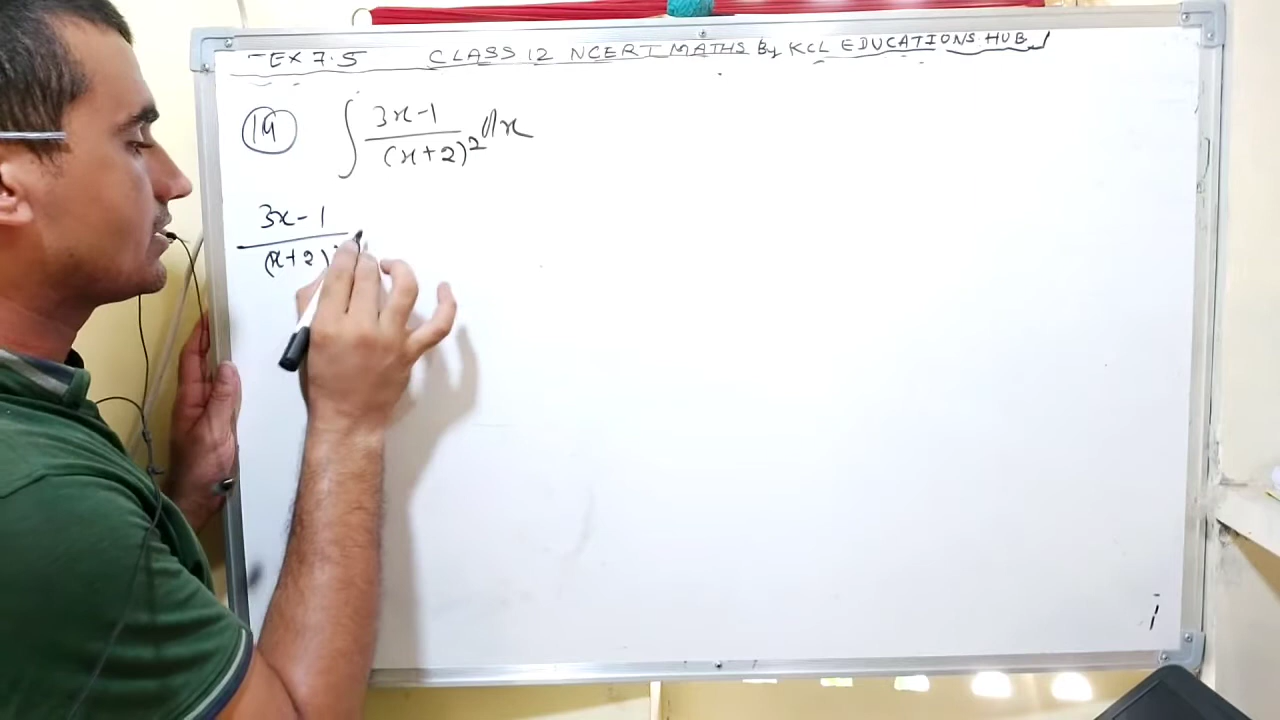 EX 7.5 CLASS 12 NCERT MATHS By KCL EDUCATIONS HUB
14 ∫ 3x-1 / (x+2)² dx
3x-1 / (x+2)